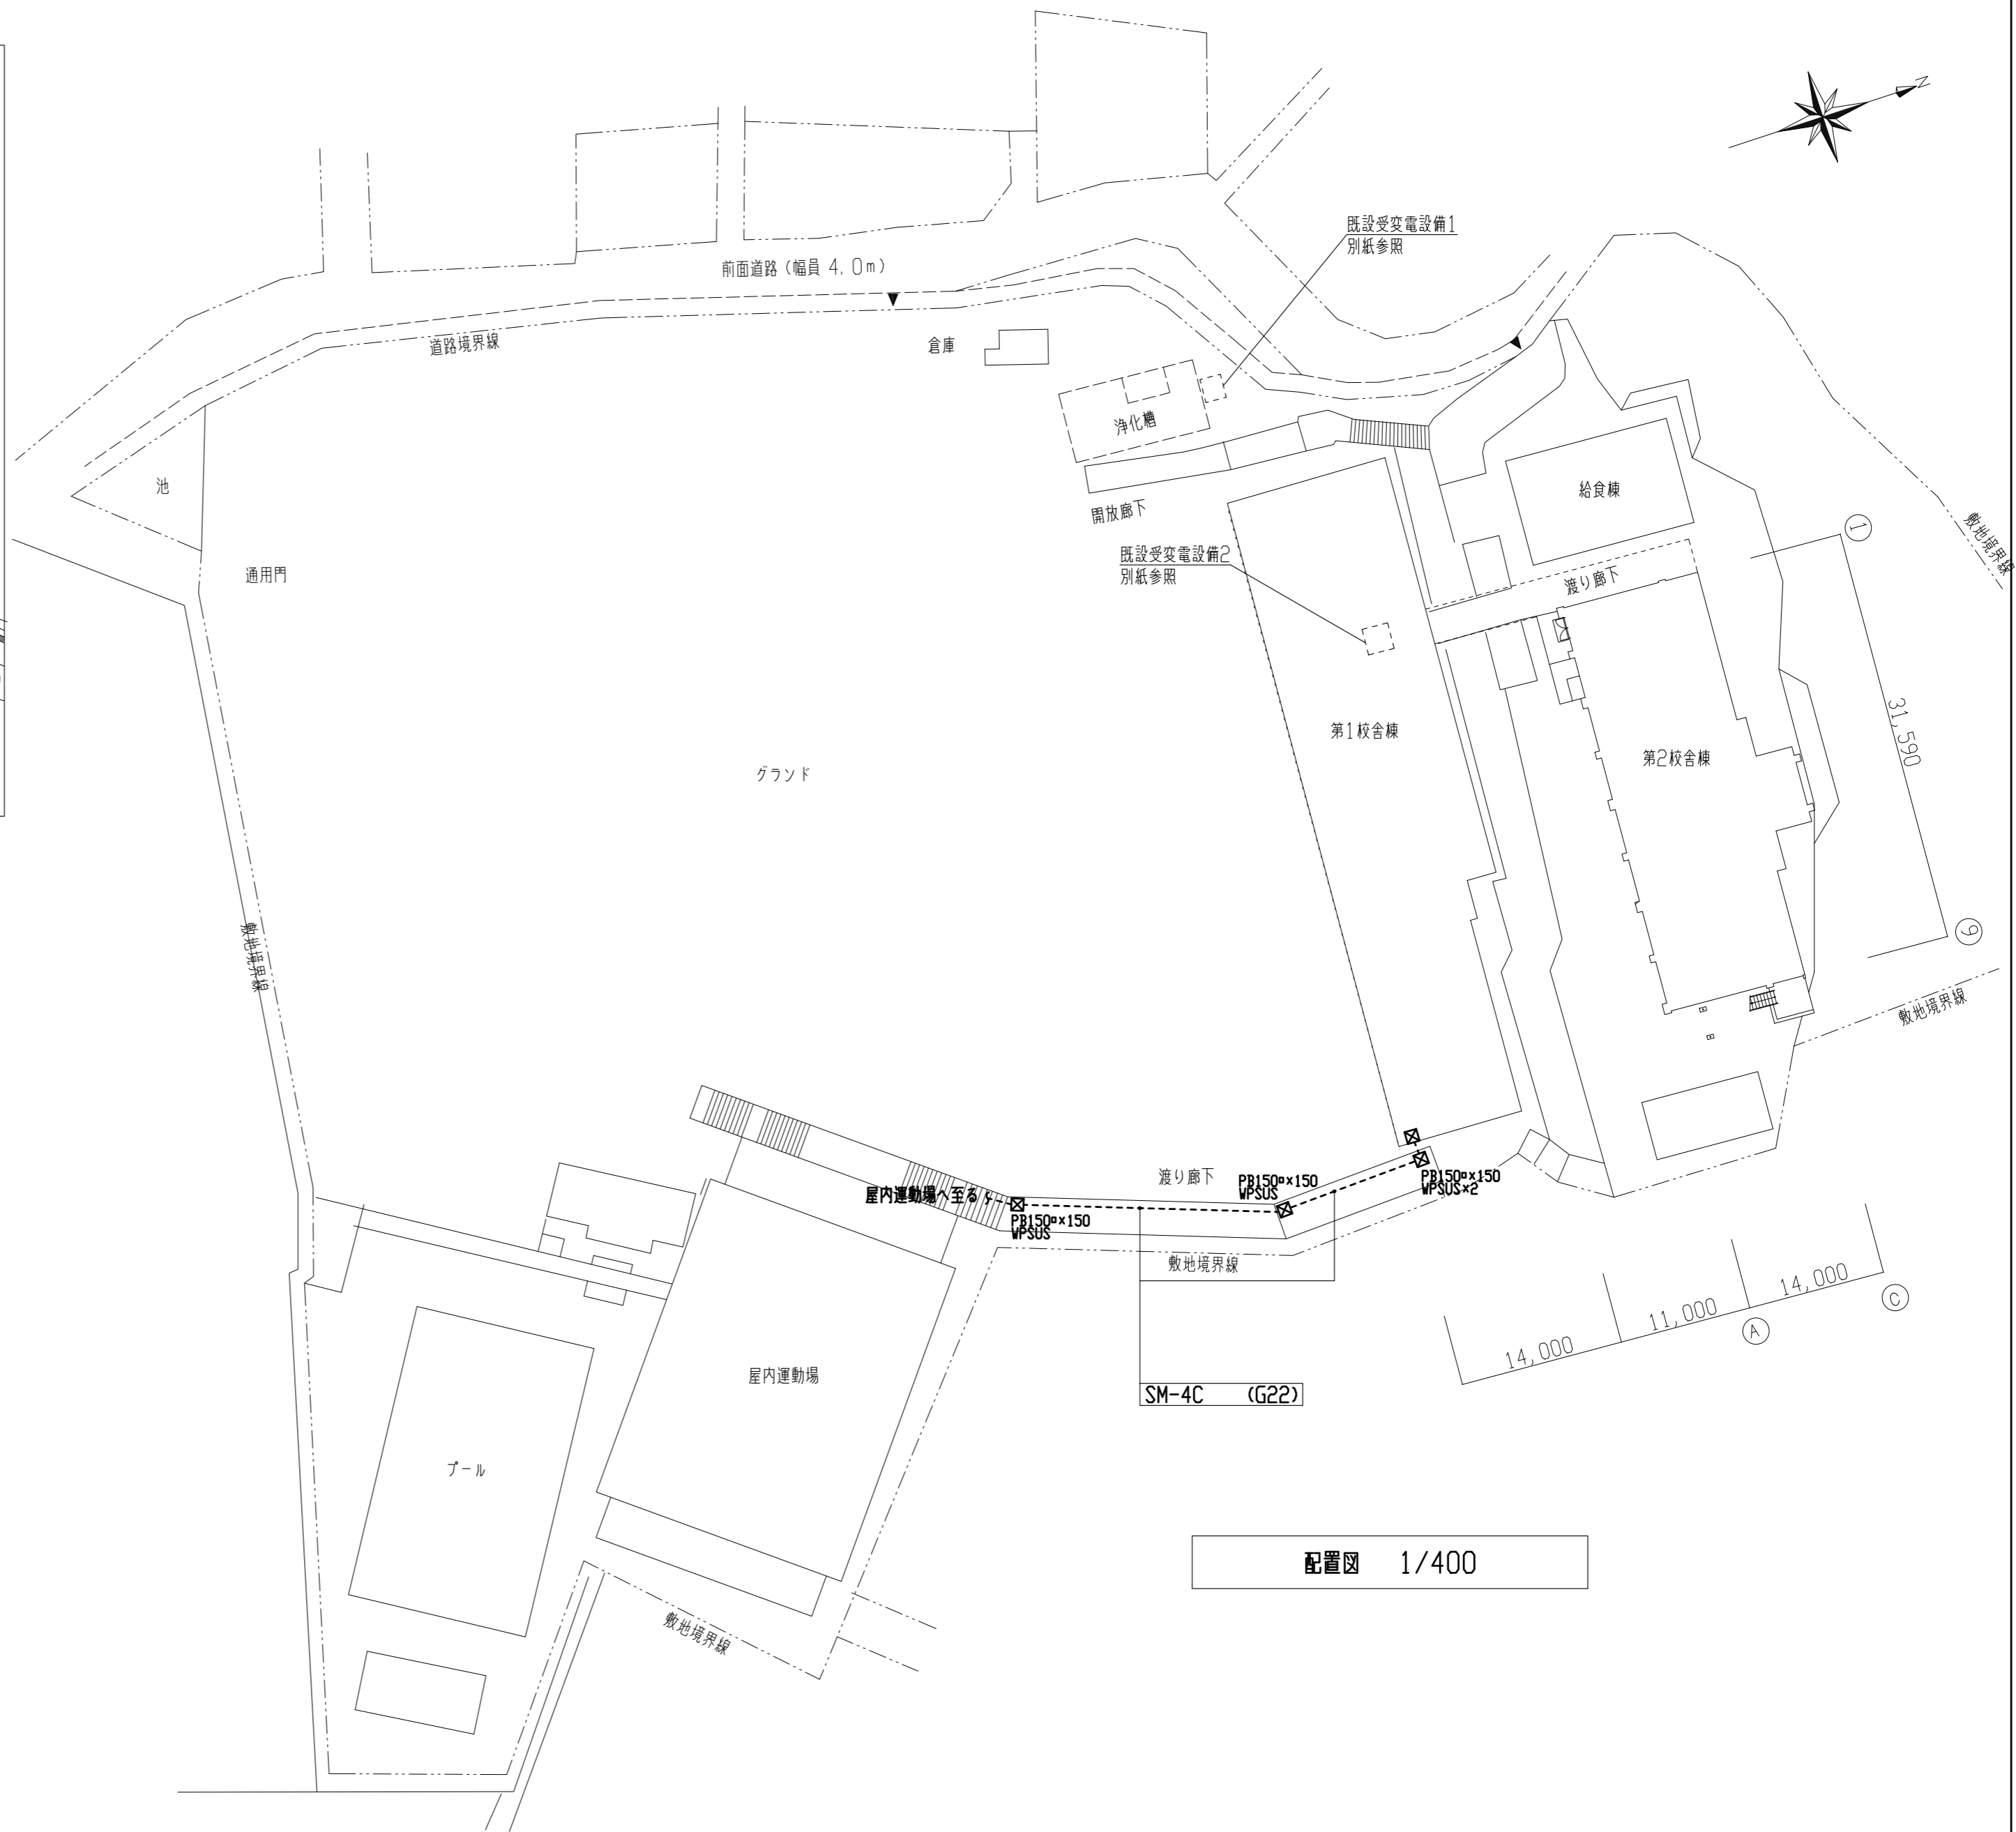 N
既設受変電設備1
別紙参照
前面道路（幅員 4,0m）
道路境界線
倉庫
浄化槽
池
給食棟
開放廊下
敷地境界線
1
既設受変電設備2
別紙参照
通用門
渡り廊下
31,590
第1校舎棟
第2校舎棟
グランド
9
敷地境界線
敷地境界線
渡り廊下
PB150□×150
WPSUS
PB150□×150
WPSUS×2
屋内運動場へ至る
PB150□×150
WPSUS
敷地境界線
14,000
11,000
14,000
A
C
屋内運動場
SM-4C (G22)
プール
配置図 1/400
敷地境界線